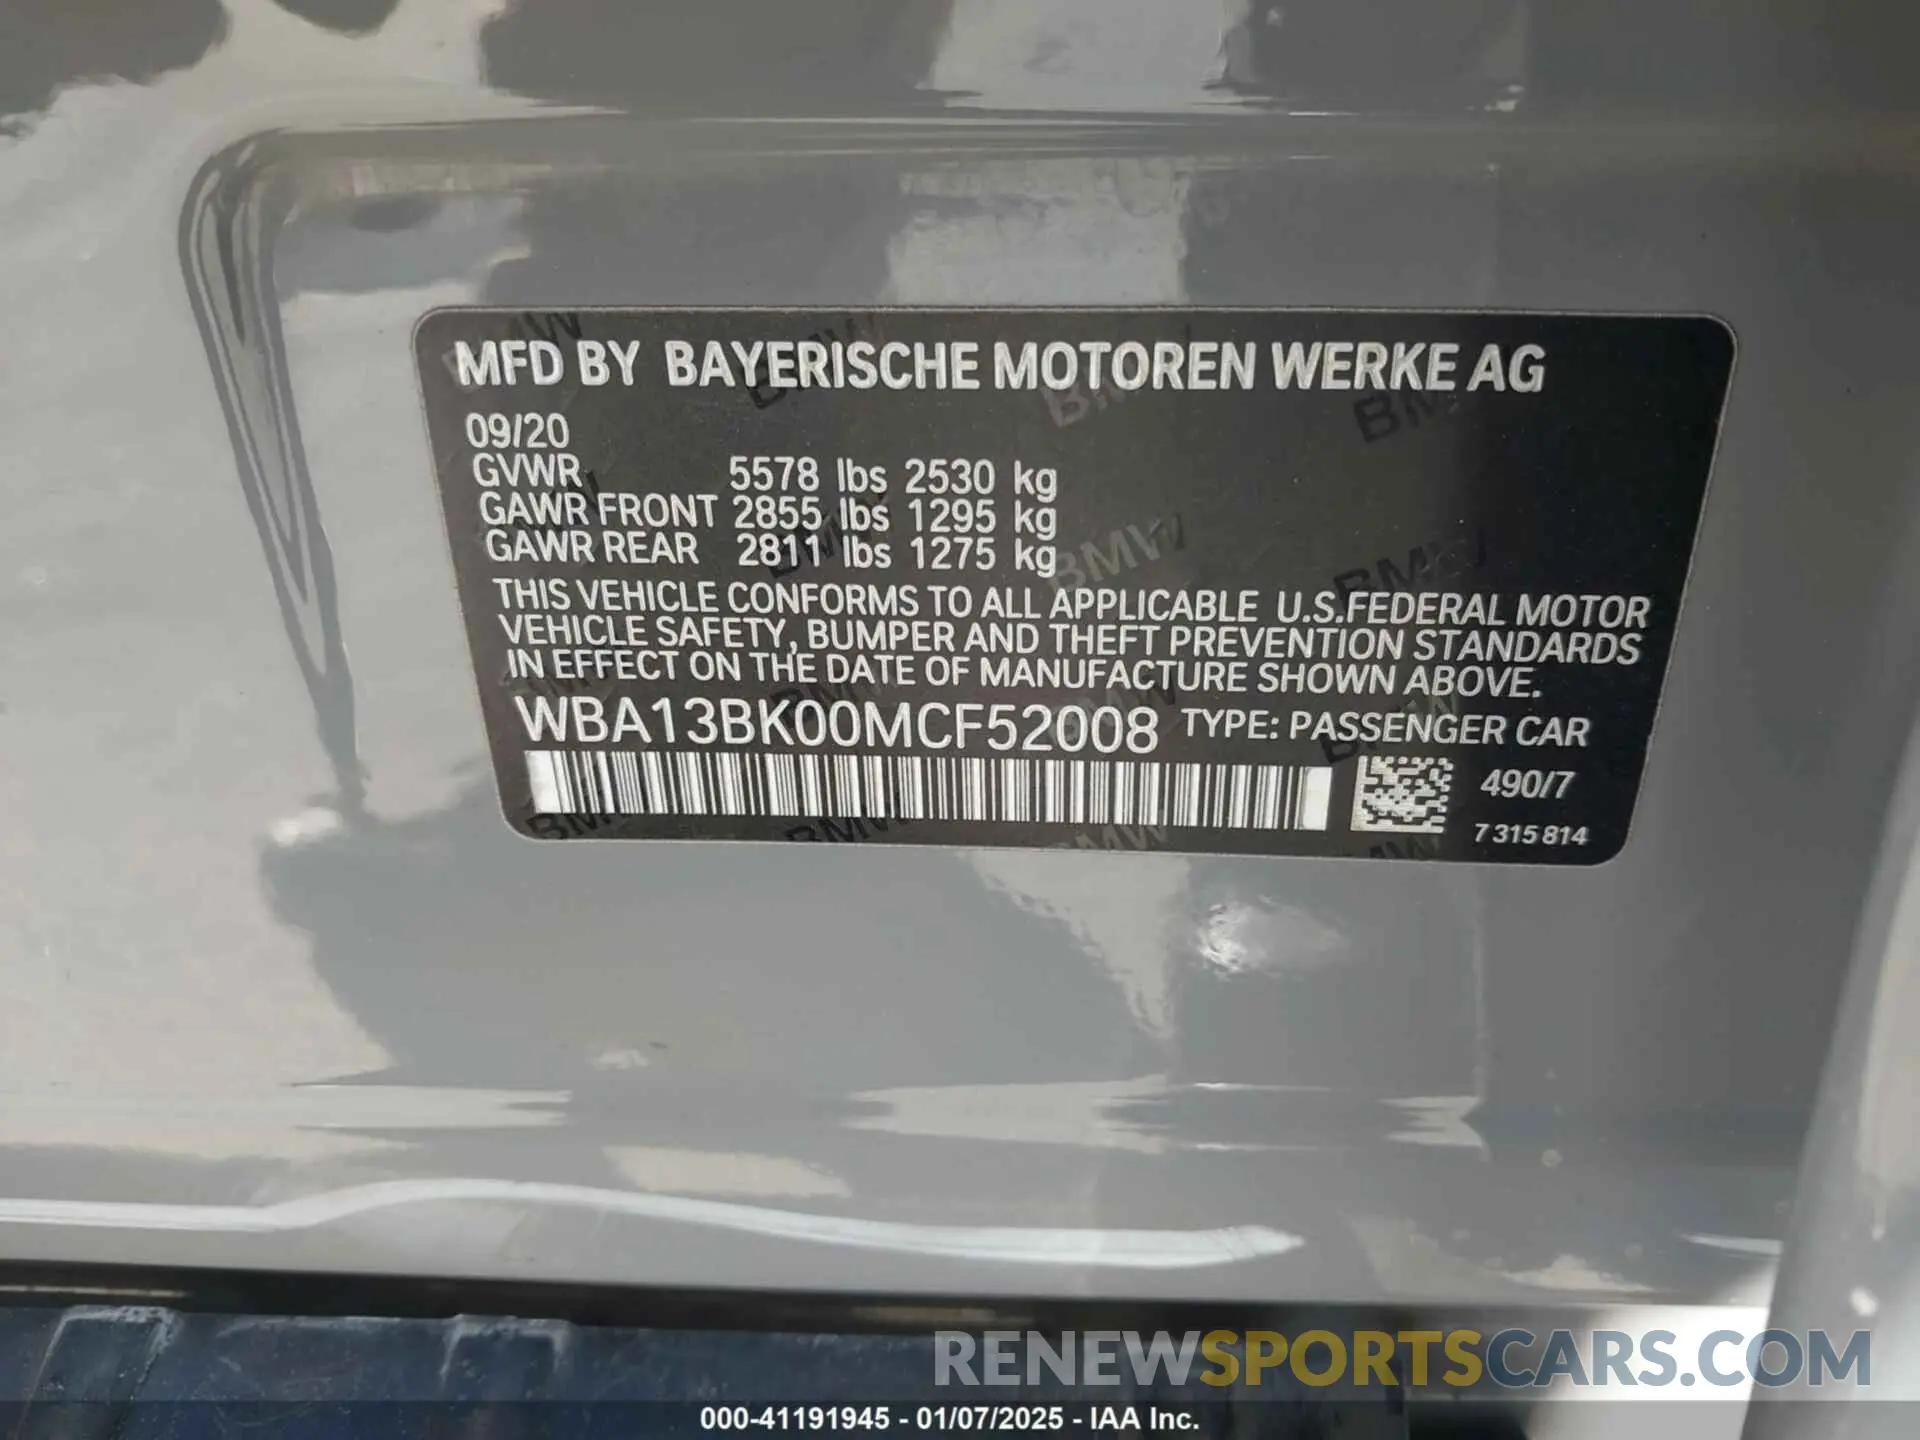 MFD BY BAYERISCHE MOTOREN WERKE AG
09/20
GVWR 5578 lbs 2530 kg
GAWR FRONT 2855 lbs 1295 kg
GAWR REAR 2811 lbs 1275 kg
THIS VEHICLE CONFORMS TO ALL APPLICABLE U.S.FEDERAL MOTOR
VEHICLE SAFETY, BUMPER AND THEFT PREVENTION STANDARDS
IN EFFECT ON THE DATE OF MANUFACTURE SHOWN ABOVE.
WBA13BK00MCF52008 TYPE: PASSENGER CAR
490/7
7 315 814
RENEWSPORTSCARS.COM
000-41191945 - 01/07/2025 - IAA Inc.